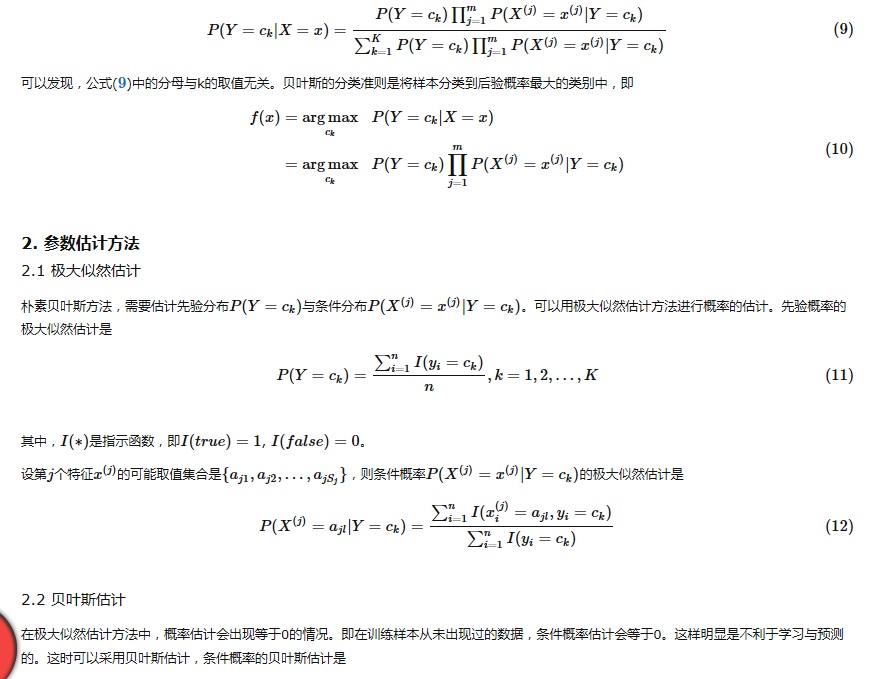 P(Y = c_k|X = x) = \frac{P(Y = c_k) \prod_{j=1}^{m} P(X^{(j)} = x^{(j)}|Y = c_k)}{\sum_{k=1}^{K} P(Y = c_k) \prod_{j=1}^{m} P(X^{(j)} = x^{(j)}|Y = c_k)} (9)
可以发现，公式(9)中的分母与k的取值无关。贝叶斯的分类准则是将样本分类到后验概率最大的类别中，即
f(x) = \arg\max_{c_k} P(Y = c_k|X = x)
= \arg\max_{c_k} P(Y = c_k) \prod_{j=1}^{m} P(X^{(j)} = x^{(j)}|Y = c_k) (10)
2. 参数估计方法
2.1 极大似然估计
朴素贝叶斯方法，需要估计先验分布P(Y = c_k)与条件分布P(X^{(j)} = x^{(j)}|Y = c_k)。可以用极大似然估计方法进行概率的估计。先验概率的
极大似然估计是
P(Y = c_k) = \frac{\sum_{i=1}^{n} I(y_i = c_k)}{n}, k = 1, 2, \ldots, K (11)
其中，I(*)是指示函数，即I(true) = 1, I(false) = 0。
设第j个特征x^{(j)}的可能取值集合是{a_{j1}, a_{j2}, \ldots, a_{jS_j}}，则条件概率P(X^{(j)} = x^{(j)}|Y = c_k)的极大似然估计是
P(X^{(j)} = a_{jl}|Y = c_k) = \frac{\sum_{i=1}^{n} I(x_i^{(j)} = a_{jl}, y_i = c_k)}{\sum_{i=1}^{n} I(y_i = c_k)} (12)
2.2 贝叶斯估计
在极大似然估计方法中，概率估计会出现等于0的情况。即在训练样本从未出现过的数据，条件概率估计会等于0。这样明显是不利于学习与预测
的。这时可以采用贝叶斯估计，条件概率的贝叶斯估计是